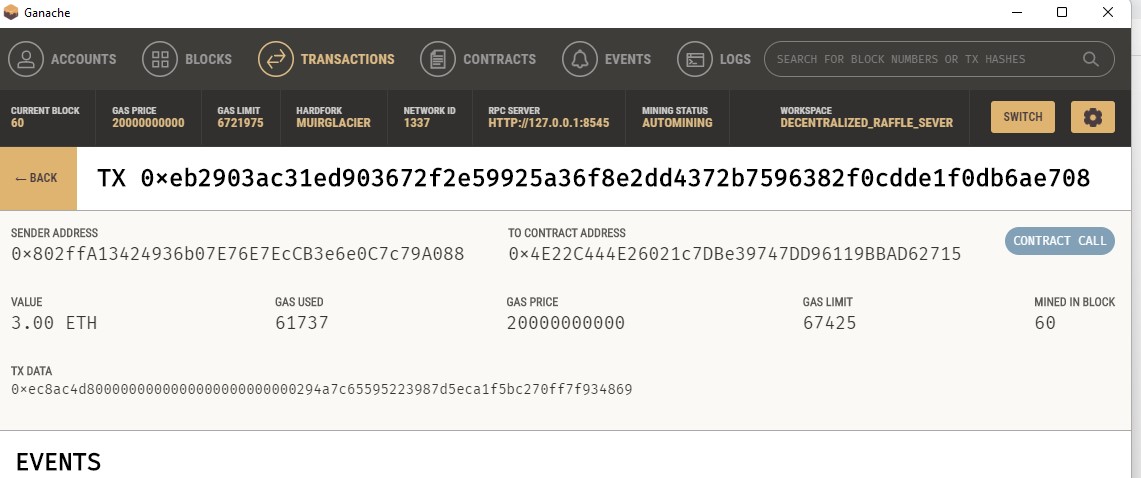 Ganache
ACCOUNTS BLOCKS TRANSACTIONS CONTRACTS EVENTS LOGS SEARCH FOR BLOCK NUMBERS OR TX HASHES
CURRENT BLOCK GAS PRICE GAS LIMIT HARDFORK NETWORK ID RPC SERVER MINING STATUS WORKSPACE
60 20000000000 6721975 MUIRGLACIER 1337 HTTP://127.0.0.1:8545 AUTOMINING DECENTRALIZED_RAFFLE_SEVER SWITCH
← BACK TX 0×eb2903ac31ed903672f2e59925a36f8e2dd4372b7596382f0cdde1f0db6ae708
SENDER ADDRESS TO CONTRACT ADDRESS
0×802ffA13424936b07E76E7EcCB3e6e0C7c79A088 0×4E22C444E26021c7DBe39747DD96119BBAD62715 CONTRACT CALL
VALUE GAS USED GAS PRICE GAS LIMIT MINED IN BLOCK
3.00 ETH 61737 20000000000 67425 60
TX DATA
0×ec8ac4d8000000000000000000000000294a7c65595223987d5eca1f5bc270ff7f934869
EVENTS